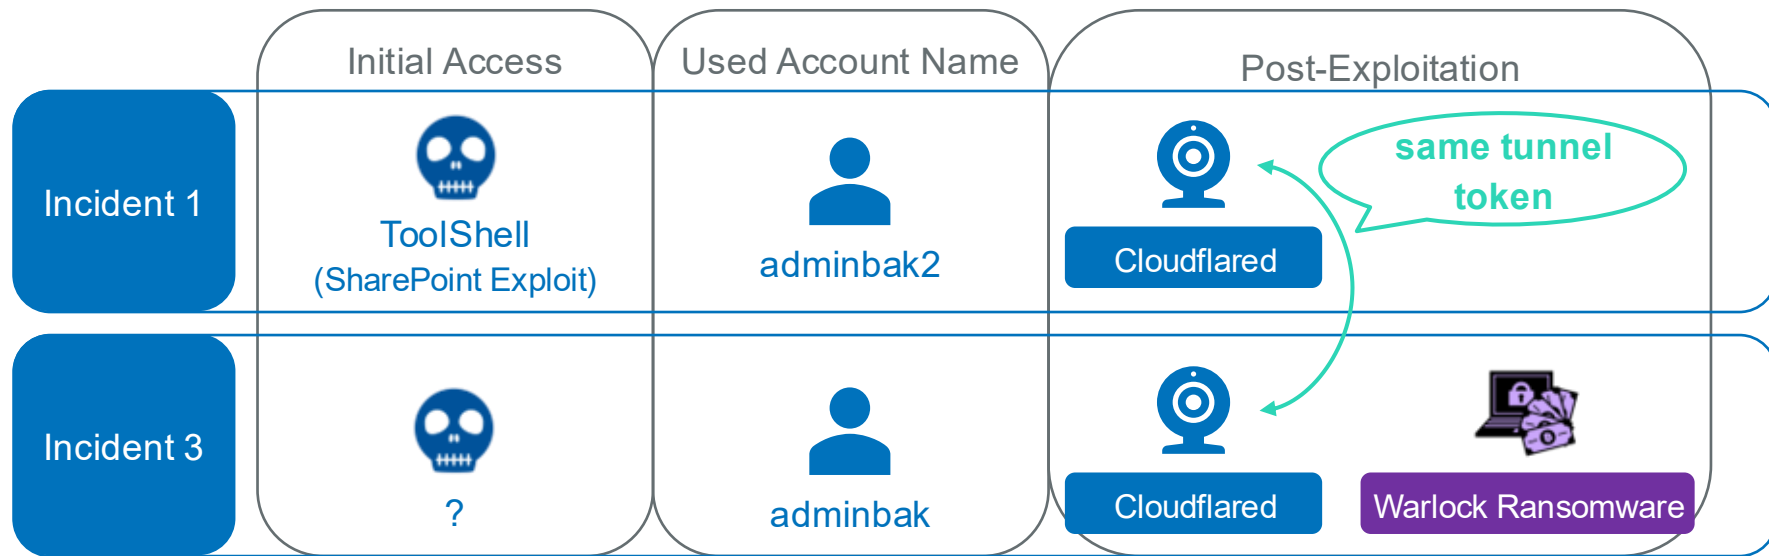 Initial Access
Used Account Name
Post-Exploitation
Incident 1
ToolShell
(SharePoint Exploit)
adminbak2
Cloudflared
same tunnel
token
Incident 3
?
adminbak
Cloudflared
Warlock Ransomware